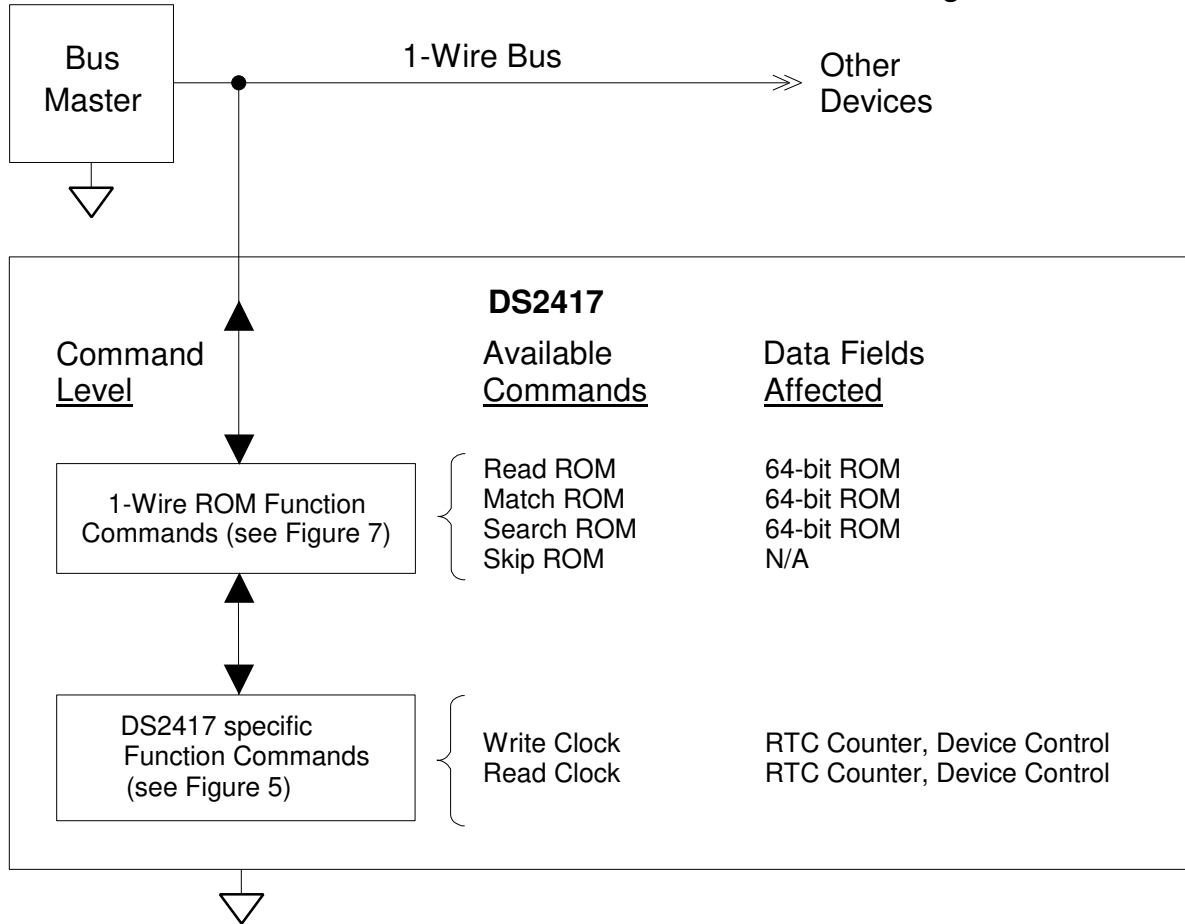 Bus
Master
1-Wire Bus
Other
Devices
DS2417
Command
Level
Available
Commands
Data Fields
Affected
1-Wire ROM Function
Commands (see Figure 7)
Read ROM 64-bit ROM
Match ROM 64-bit ROM
Search ROM 64-bit ROM
Skip ROM N/A
DS2417 specific
Function Commands
(see Figure 5)
Write Clock RTC Counter, Device Control
Read Clock RTC Counter, Device Control